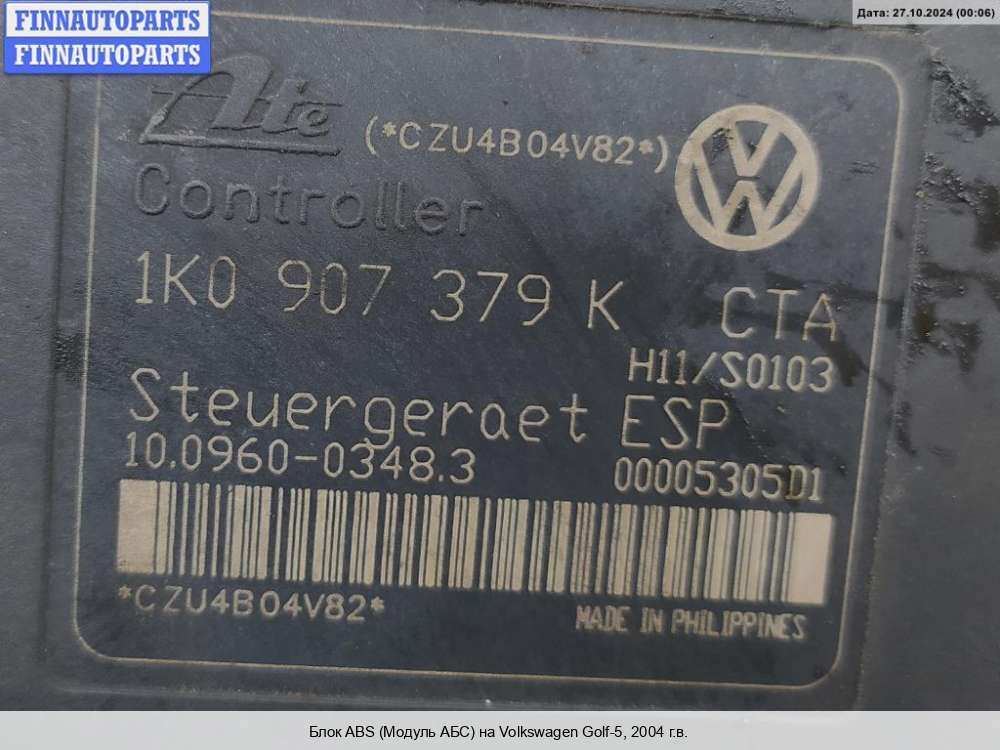 FINNAUTOPARTS
FINNAUTOPARTS
Дата: 27.10.2024 (00:06)
Ate
(*CZU4B04V82*)
Controller
1K0 907 379 K CTA
H11/S0103
Steuergeraet ESP
10.0960-0348.3 00005305D1
*CZU4B04V82*
MADE IN PHILIPPINES
Блок ABS (Модуль АБС) на Volkswagen Golf-5, 2004 г.в.